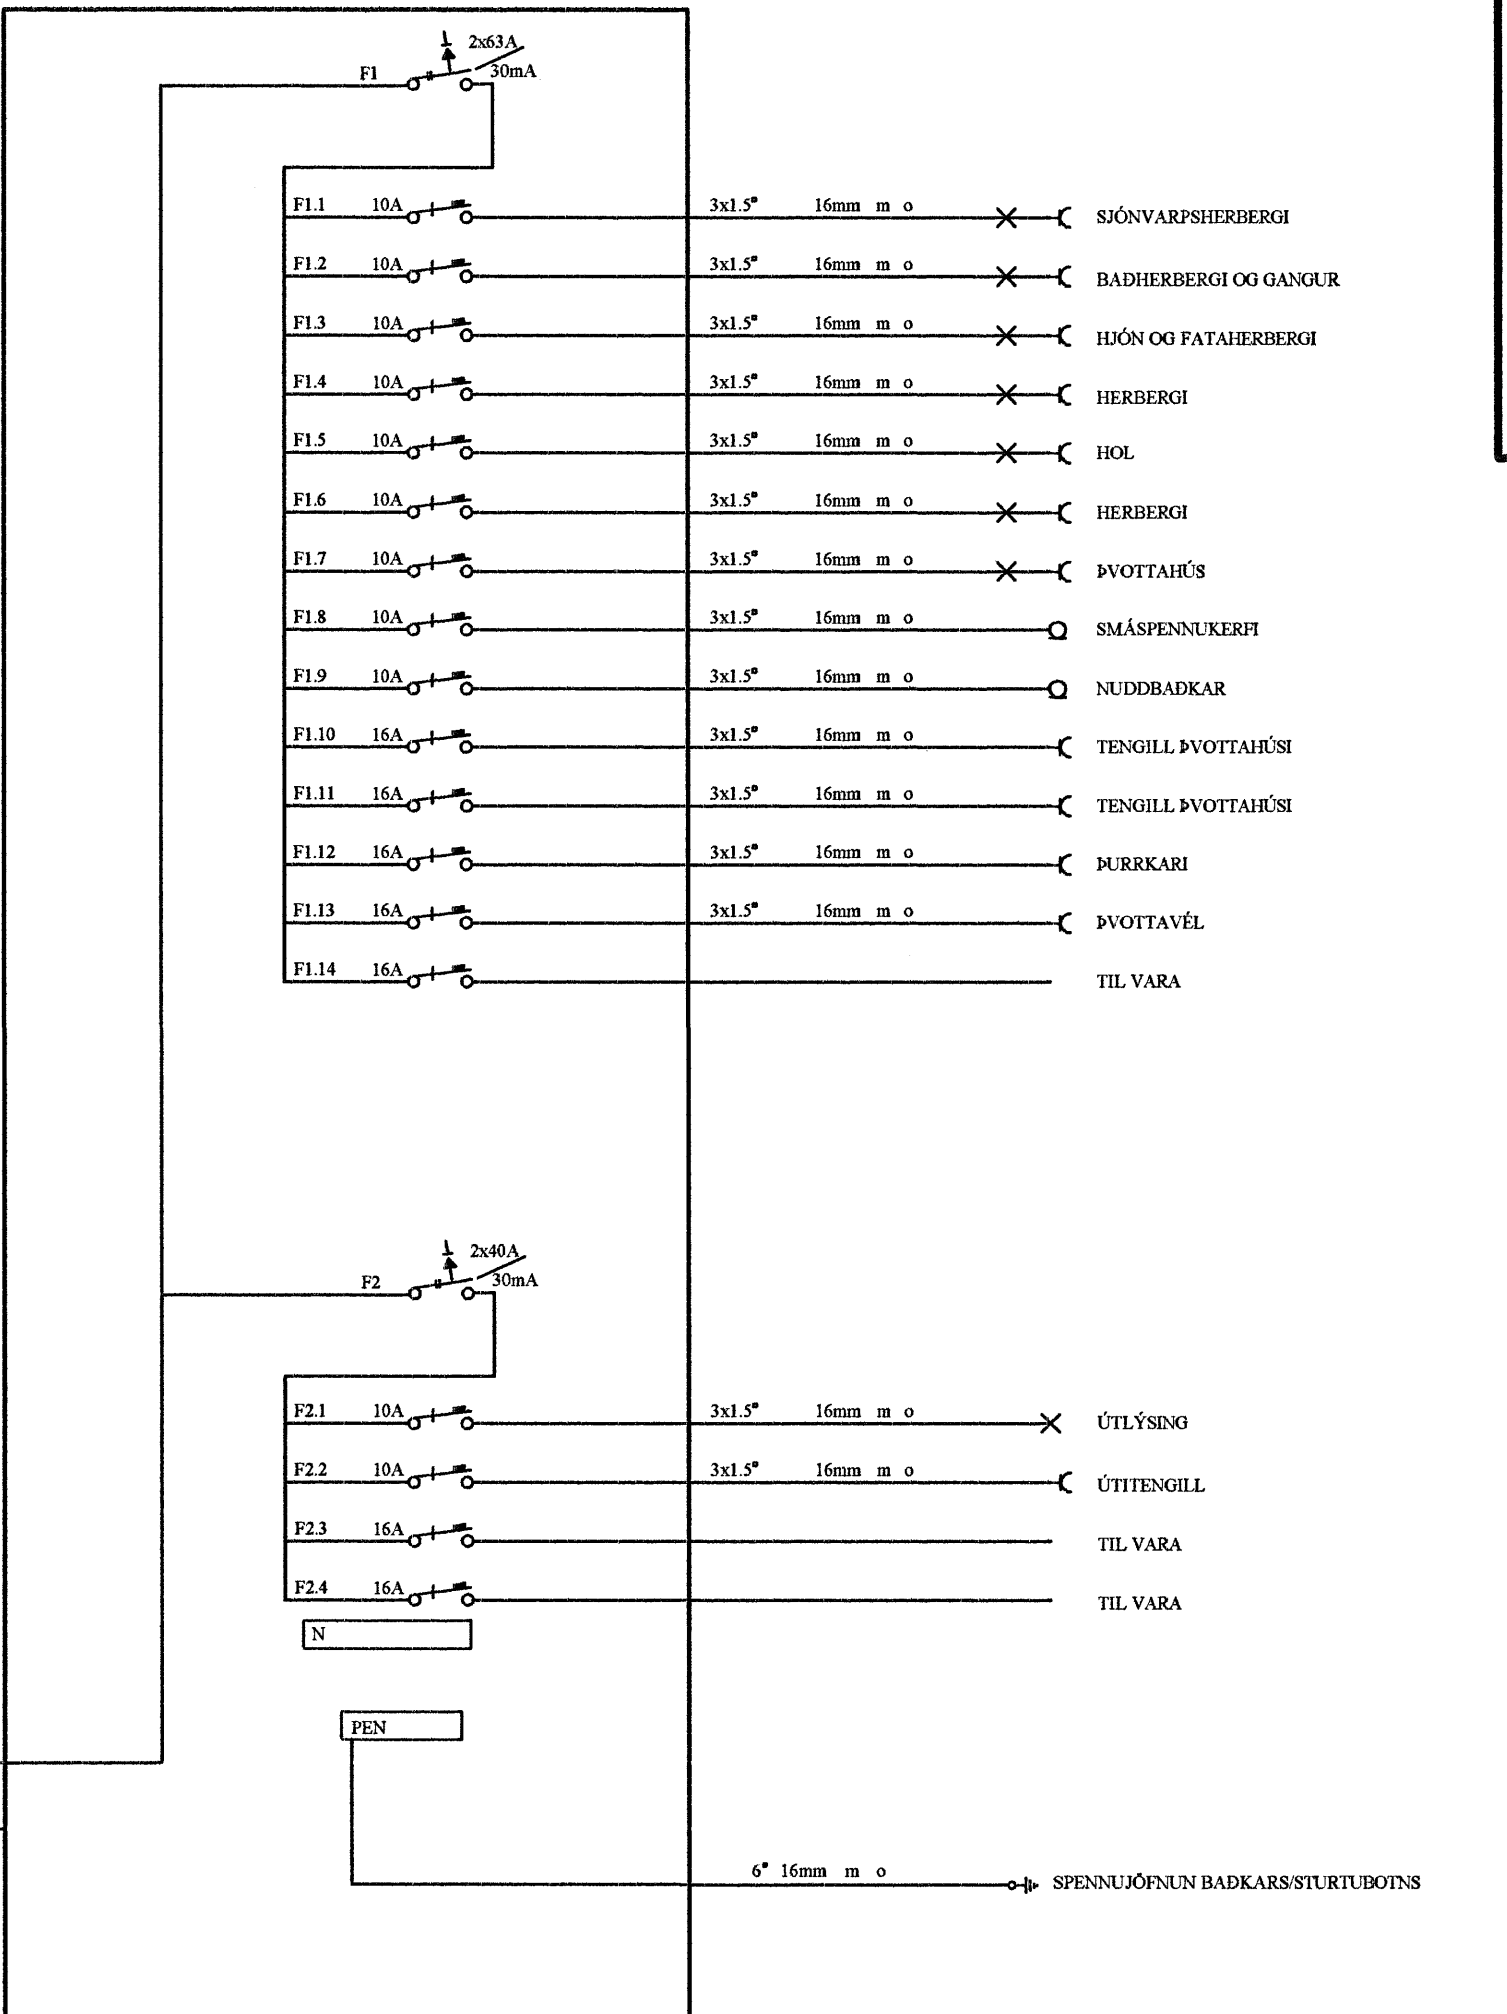 2x63A
F1 30mA
F1.1 10A 3x1.5▫ 16mm m o SJÓNVARPSHERBERGI
F1.2 10A 3x1.5▫ 16mm m o BAÐHERBERGI OG GANGUR
F1.3 10A 3x1.5▫ 16mm m o HJÓN OG FATAHERBERGI
F1.4 10A 3x1.5▫ 16mm m o HERBERGI
F1.5 10A 3x1.5▫ 16mm m o HOL
F1.6 10A 3x1.5▫ 16mm m o HERBERGI
F1.7 10A 3x1.5▫ 16mm m o ÞVOTTAHÚS
F1.8 10A 3x1.5▫ 16mm m o SMÁSPENNUKERFI
F1.9 10A 3x1.5▫ 16mm m o NUDDBAÐKAR
F1.10 16A 3x1.5▫ 16mm m o TENGILL ÞVOTTAHÚSI
F1.11 16A 3x1.5▫ 16mm m o TENGILL ÞVOTTAHÚSI
F1.12 16A 3x1.5▫ 16mm m o ÞURRKARI
F1.13 16A 3x1.5▫ 16mm m o ÞVOTTAVÉL
F1.14 16A TIL VARA
2x40A
F2 30mA
F2.1 10A 3x1.5▫ 16mm m o ÚTLÝSING
F2.2 10A 3x1.5▫ 16mm m o ÚTITENGILL
F2.3 16A TIL VARA
F2.4 16A TIL VARA
N
PEN
6▫ 16mm m o SPENNUJÖFNUN BAÐKARS/STURTUBOTNS